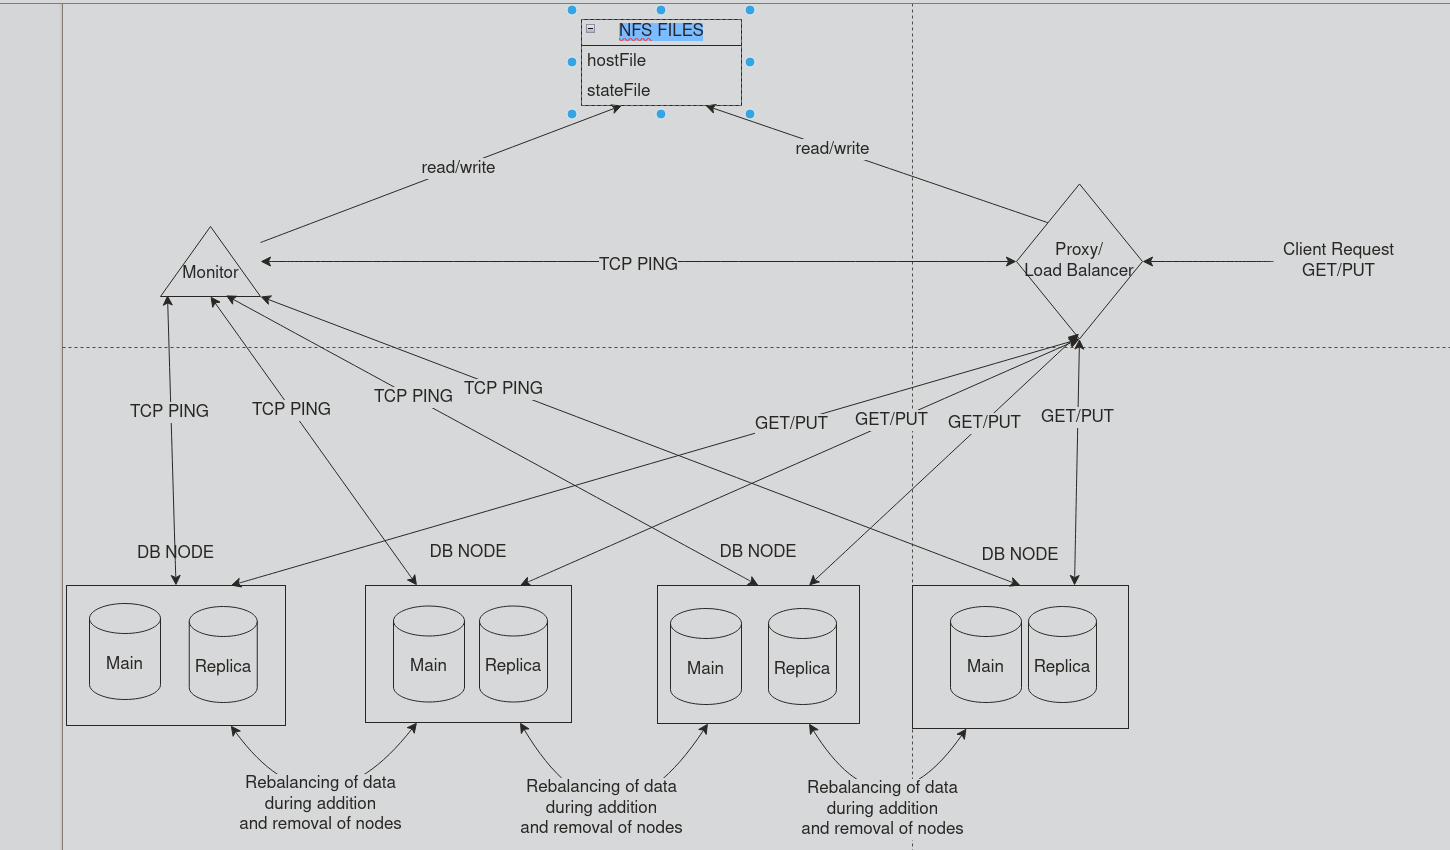 NFS FILES
hostFile
stateFile
read/write
read/write
Monitor
TCP PING
Proxy/
Load Balancer
Client Request
GET/PUT
TCP PING
TCP PING
TCP PING
TCP PING
GET/PUT
GET/PUT
GET/PUT
GET/PUT
DB NODE
DB NODE
DB NODE
DB NODE
Main
Replica
Main
Replica
Main
Replica
Main
Replica
Rebalancing of data
during addition
and removal of nodes
Rebalancing of data
during addition
and removal of nodes
Rebalancing of data
during addition
and removal of nodes